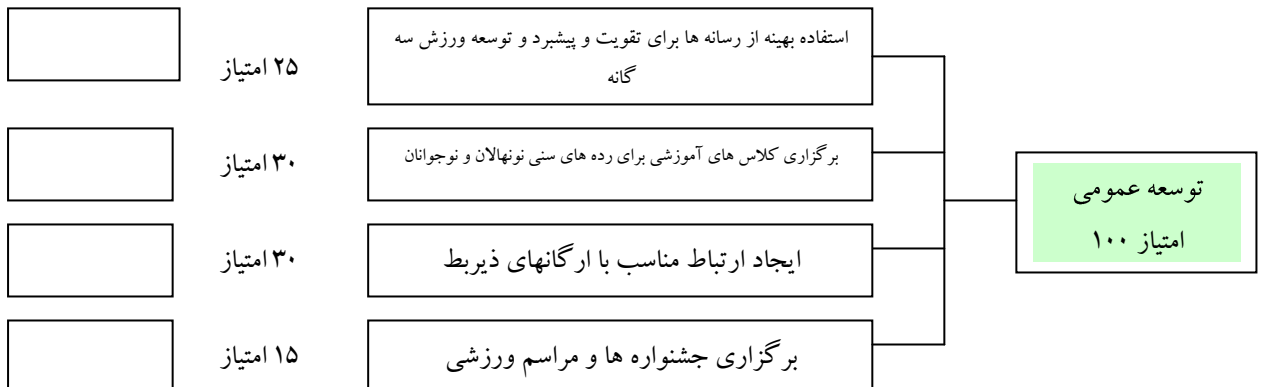 استفاده بهینه از رسانه ها برای تقویت و پیشبرد و توسعه ورزش سه
گانه
۲۵ امتیاز
برگزاری کلاس های آموزشی برای رده های سنی نونهالان و نوجوانان
۳۰ امتیاز
توسعه عمومی
امتیاز ۱۰۰
ایجاد ارتباط مناسب با ارگانهای ذیربط
۳۰ امتیاز
برگزاری جشنواره ها و مراسم ورزشی
۱۵ امتیاز